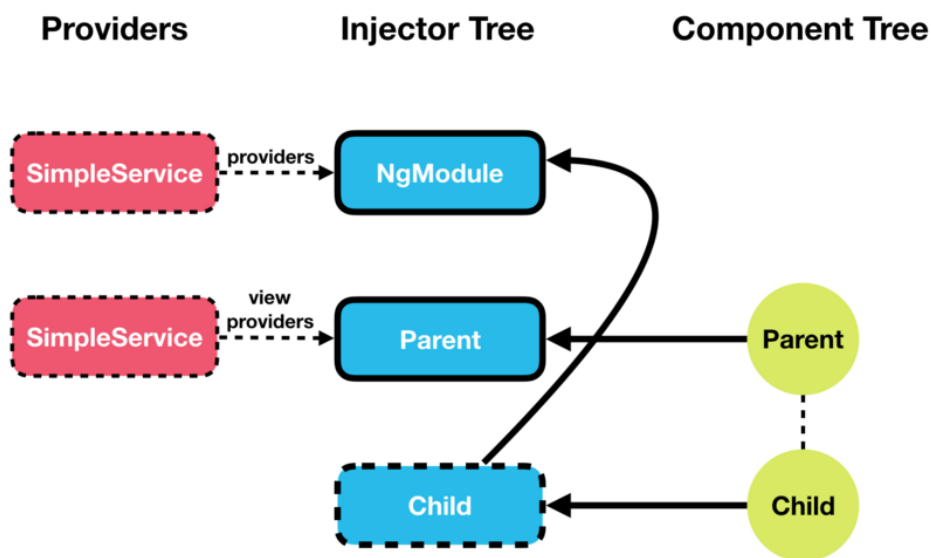 Providers
Injector Tree
Component Tree
SimpleService
providers
NgModule
SimpleService
view
providers
Parent
Parent
Child
Child